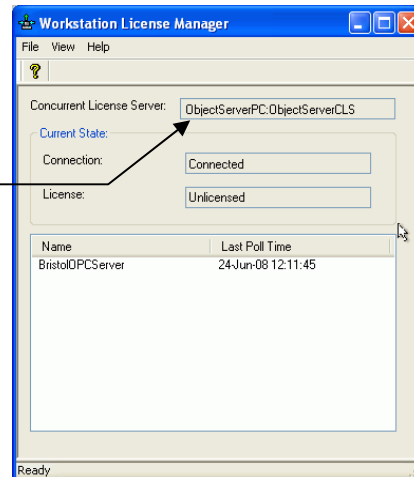 Workstation License Manager
File View Help
?
Concurrent License Server: ObjectServerPC:ObjectServerCLS
Current State:
Connection: Connected
License: Unlicensed
Name Last Poll Time
BristolOPCServer 24-Jun-08 12:11:45
Ready